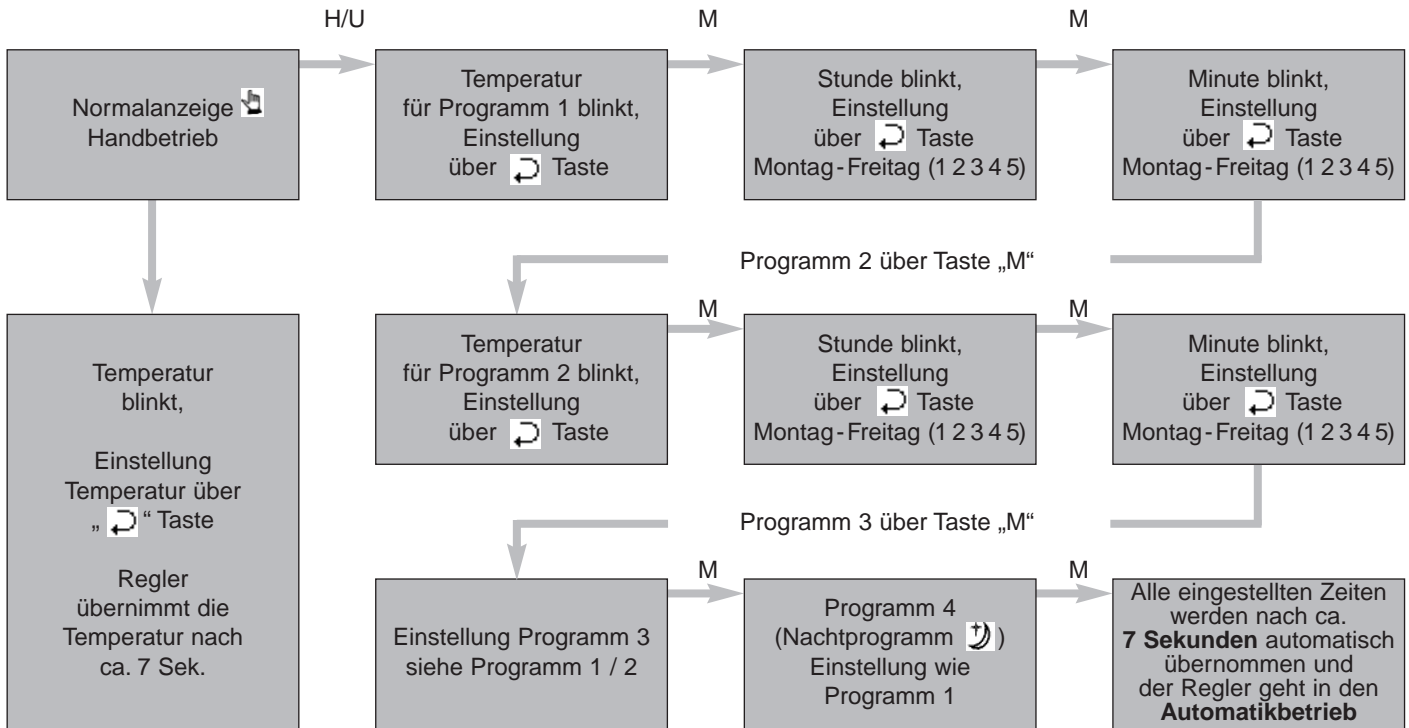 H/U
M
M
Normalanzeige
Handbetrieb
Temperatur
für Programm 1 blinkt,
Einstellung
über Taste
Stunde blinkt,
Einstellung
über Taste
Montag-Freitag (1 2 3 4 5)
Minute blinkt,
Einstellung
über Taste
Montag-Freitag (1 2 3 4 5)
Programm 2 über Taste „M“
M
M
Temperatur
blinkt,
Einstellung
Temperatur über
„ “ Taste
Regler
übernimmt die
Temperatur nach
ca. 7 Sek.
Temperatur
für Programm 2 blinkt,
Einstellung
über Taste
Stunde blinkt,
Einstellung
über Taste
Montag-Freitag (1 2 3 4 5)
Minute blinkt,
Einstellung
über Taste
Montag-Freitag (1 2 3 4 5)
Programm 3 über Taste „M“
M
M
Einstellung Programm 3
siehe Programm 1 / 2
Programm 4
(Nachtprogramm )
Einstellung wie
Programm 1
Alle eingestellten Zeiten
werden nach ca.
7 Sekunden automatisch
übernommen und
der Regler geht in den
Automatikbetrieb